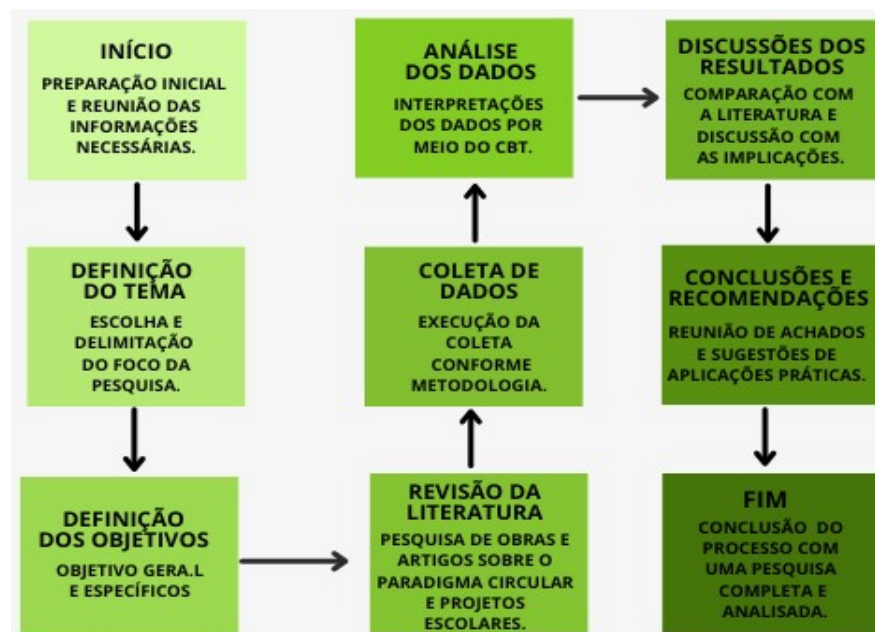 INÍCIO
PREPARAÇÃO INICIAL
E REUNIÃO DAS
INFORMAÇÕES
NECESSÁRIAS.
DEFINIÇÃO
DO TEMA
ESCOLHA E
DELIMITAÇÃO
DO FOCO DA
PESQUISA.
DEFINIÇÃO
DOS OBJETIVOS
OBJETIVO GERA.L
E ESPECÍFICOS
REVISÃO DA
LITERATURA
PESQUISA DE OBRAS E
ARTIGOS SOBRE O
PARADIGMA CIRCULAR
E PROJETOS
ESCOLARES.
COLETA DE
DADOS
EXECUÇÃO DA
COLETA
CONFORME
METODOLOGIA.
ANÁLISE
DOS DADOS
INTERPRETAÇÕES
DOS DADOS POR
MEIO DO CBT.
DISCUSSÕES DOS
RESULTADOS
COMPARAÇÃO COM
A LITERATURA E
DISCUSSÃO COM
AS IMPLICAÇÕES.
CONCLUSÕES E
RECOMENDAÇÕES
REUNIÃO DE ACHADOS
E SUGESTÕES DE
APLICAÇÕES PRÁTICAS.
FIM
CONCLUSÃO DO
PROCESSO COM
UMA PESQUISA
COMPLETA E
ANALISADA.